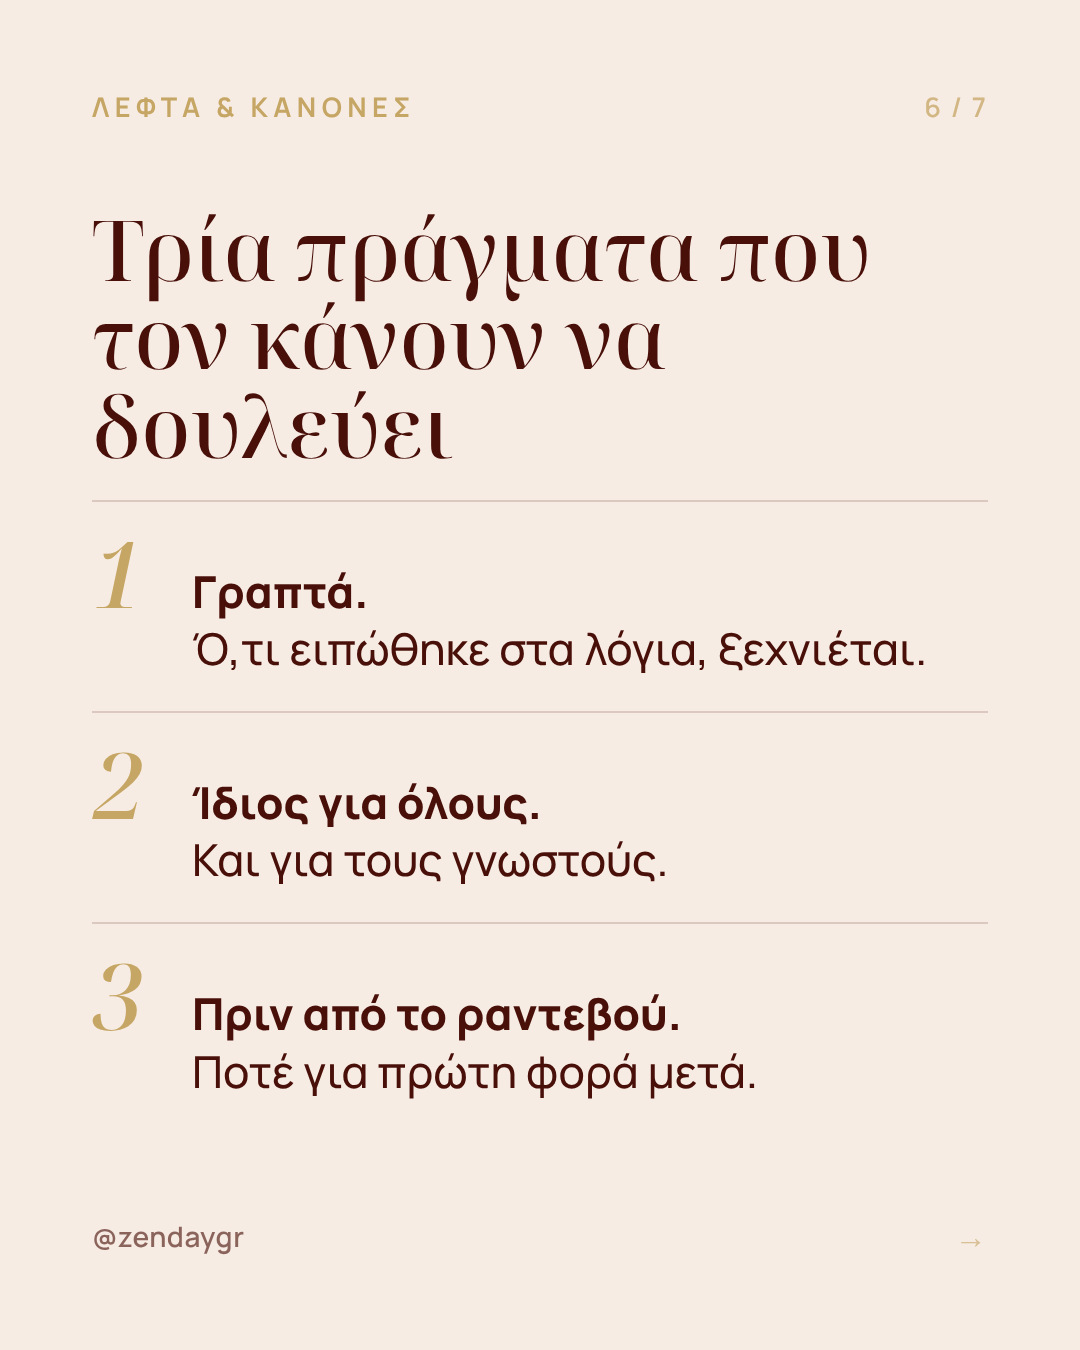 ΛΕΦΤΑ & ΚΑΝΟΝΕΣ
6 / 7
Τρία πράγματα που
τον κάνουν να
δουλεύει
1
Γραπτά.
Ό,τι ειπώθηκε στα λόγια, ξεχνιέται.
2
Ίδιος για όλους.
Και για τους γνωστούς.
3
Πριν από το ραντεβού.
Ποτέ για πρώτη φορά μετά.
@zendaygr
→